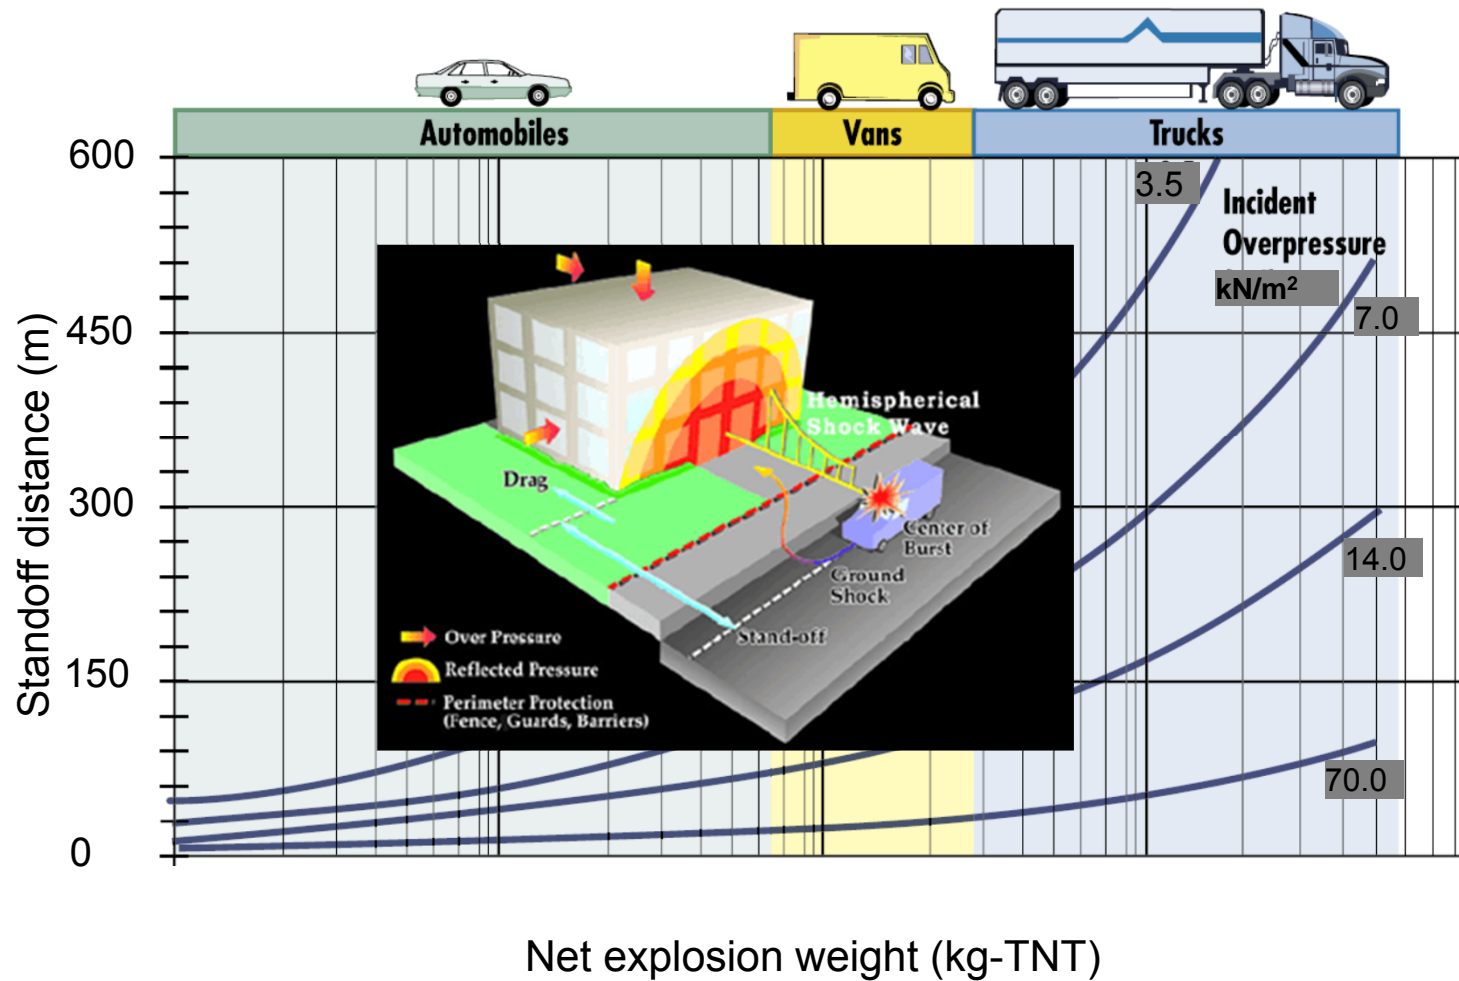 Automobiles
Vans
Trucks
600
450
300
150
0
Standoff distance (m)
3.5
Incident
Overpressure
kN/m²
7.0
14.0
70.0
Hemispherical
Shock Wave
Drag
Center of
Burst
Ground
Shock
Stand-off
Over Pressure
Reflected Pressure
Perimeter Protection
(Fence, Guards, Barriers)
Net explosion weight (kg-TNT)